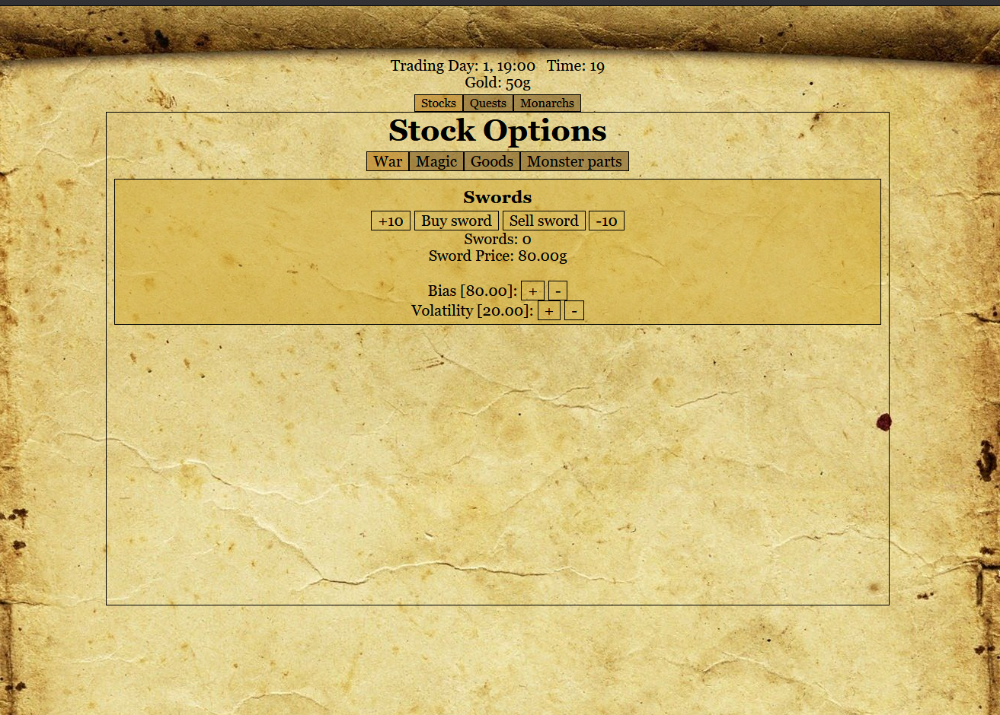 Trading Day: 1, 19:00 Time: 19
Gold: 50g
Stocks Quests Monarchs
Stock Options
War Magic Goods Monster parts
Swords
+10 Buy sword Sell sword -10
Swords: 0
Sword Price: 80.00g
Bias [80.00]: + -
Volatility [20.00]: + -